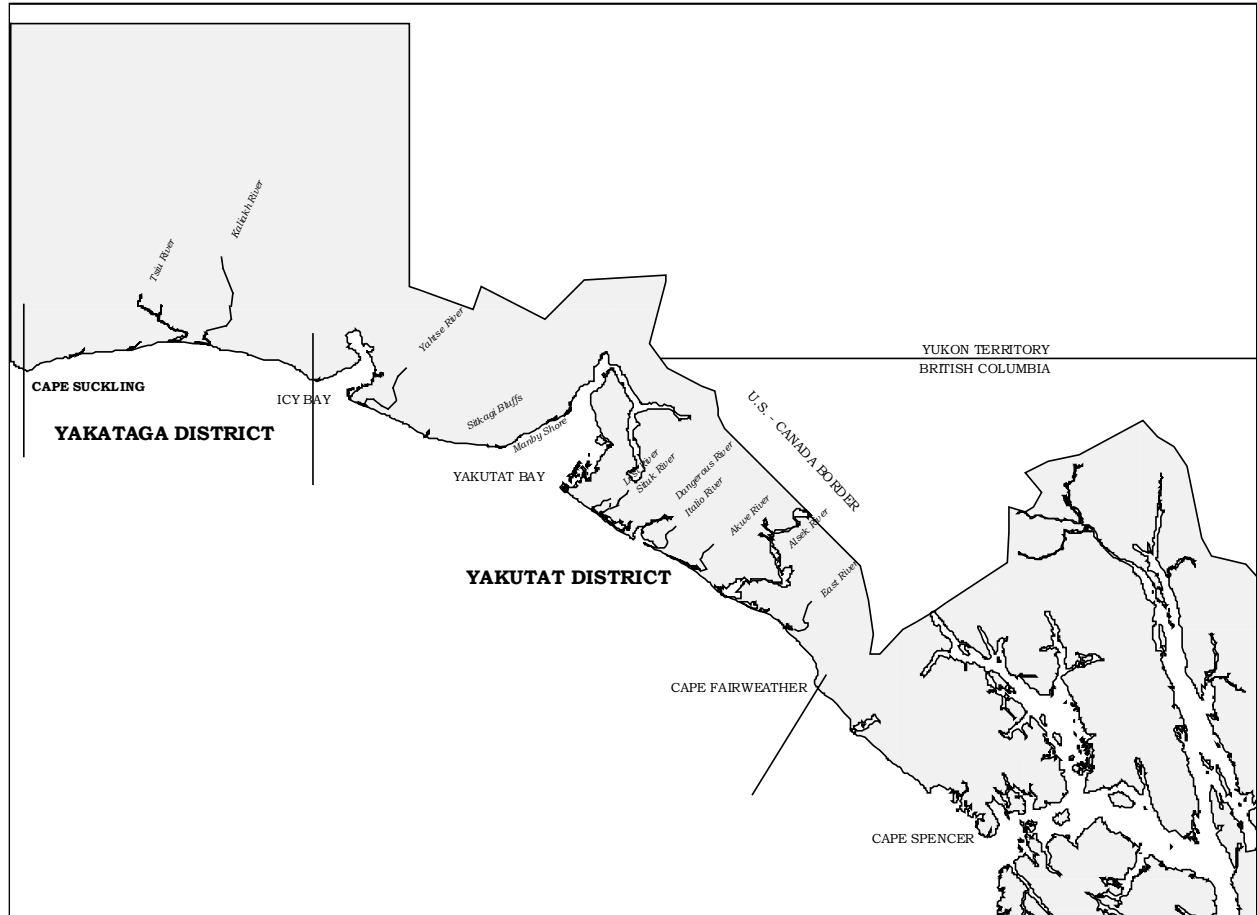 Kaliakh River
Tsiu River
Yahtse River
YUKON TERRITORY
BRITISH COLUMBIA
CAPE SUCKLING
ICY BAY
U.S. - CANADA BORDER
Sitkagi Bluffs
YAKATAGA DISTRICT
Manby Shore
YAKUTAT BAY
Lost River
Situk River
Dangerous River
Italio River
Akwe River
Alsek River
YAKUTAT DISTRICT
East River
CAPE FAIRWEATHER
CAPE SPENCER